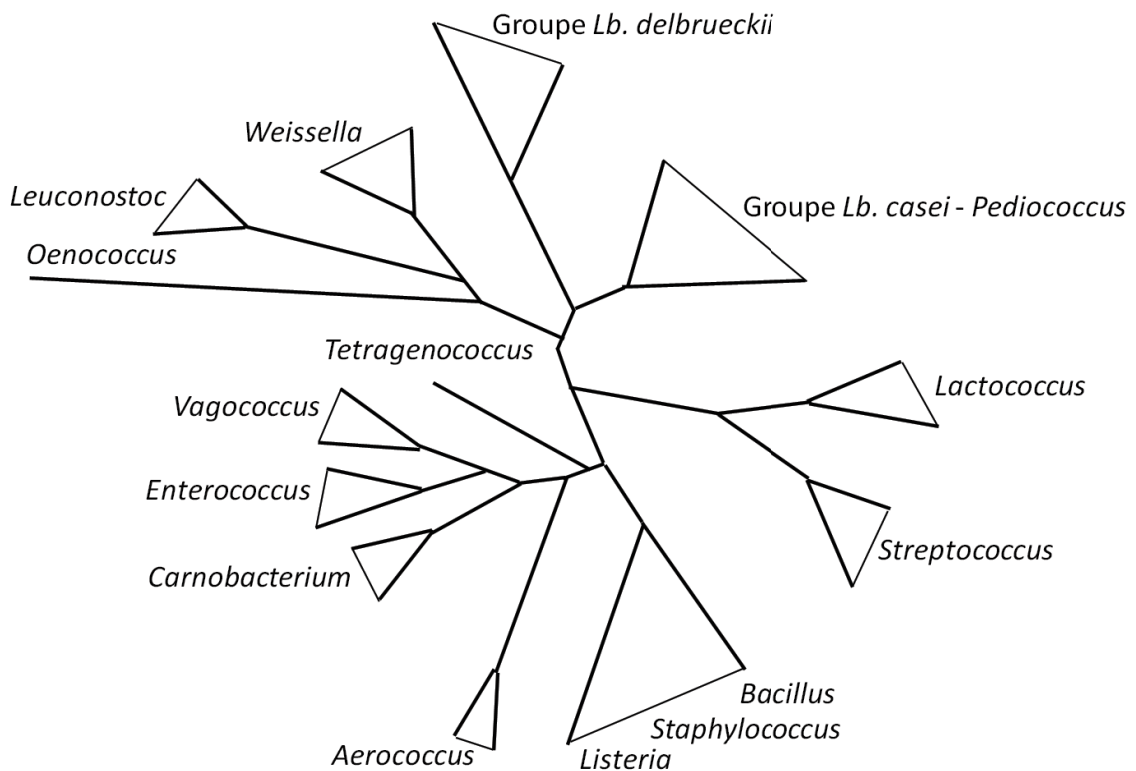 Groupe Lb. delbrueckii
Weissella
Leuconostoc
Groupe Lb. casei - Pediococcus
Oenococcus
Tetragenococcus
Lactococcus
Vagococcus
Enterococcus
Streptococcus
Carnobacterium
Bacillus
Staphylococcus
Aerococcus
Listeria